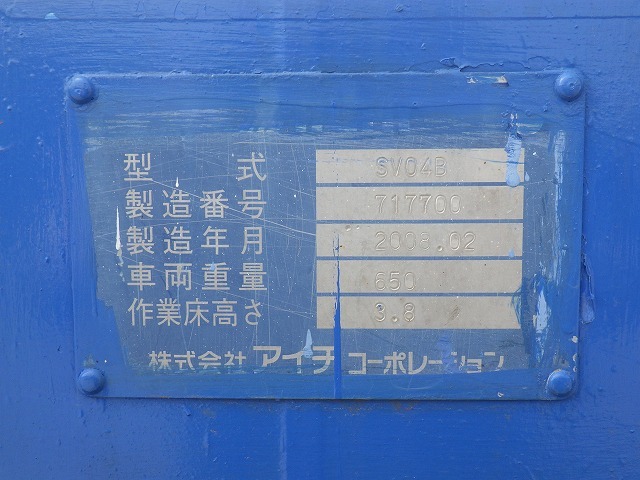 型式 SV04B
製造番号 717700
製造年月 2008.02
車両重量 650
作業床高さ 3.8
株式会社 アイチ コーポレーション